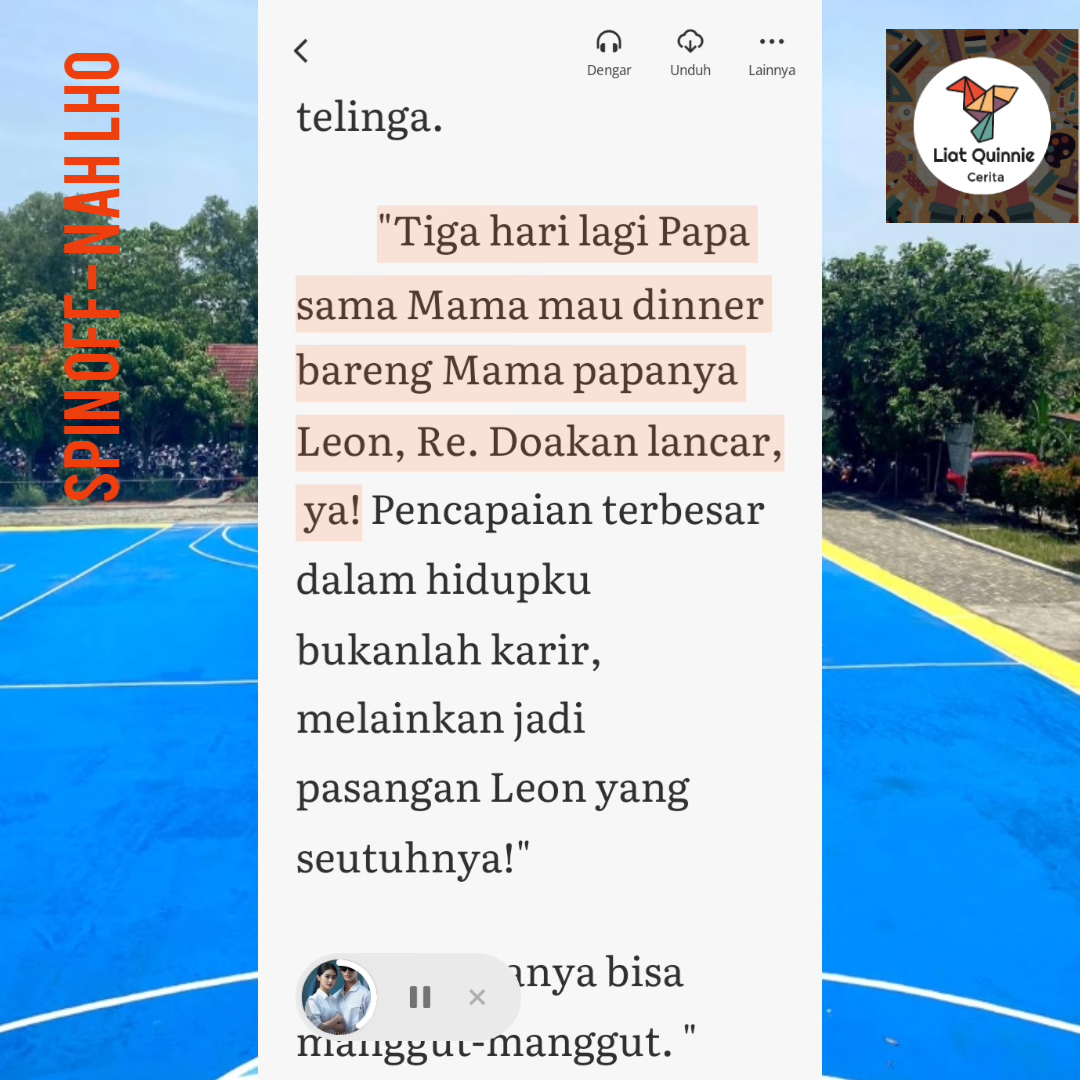 SPINOFF-NAH LHO
Dengar
Unduh
Lainnya
Liat Quinnie
Cerita
telinga.
"Tiga hari lagi Papa
sama Mama mau dinner
bareng Mama papanya
Leon, Re. Doakan lancar,
ya! Pencapaian terbesar
dalam hidupku
bukanlah karir,
melainkan jadi
pasangan Leon yang
seutuhnya!"
bisa
manggut-manggut. "